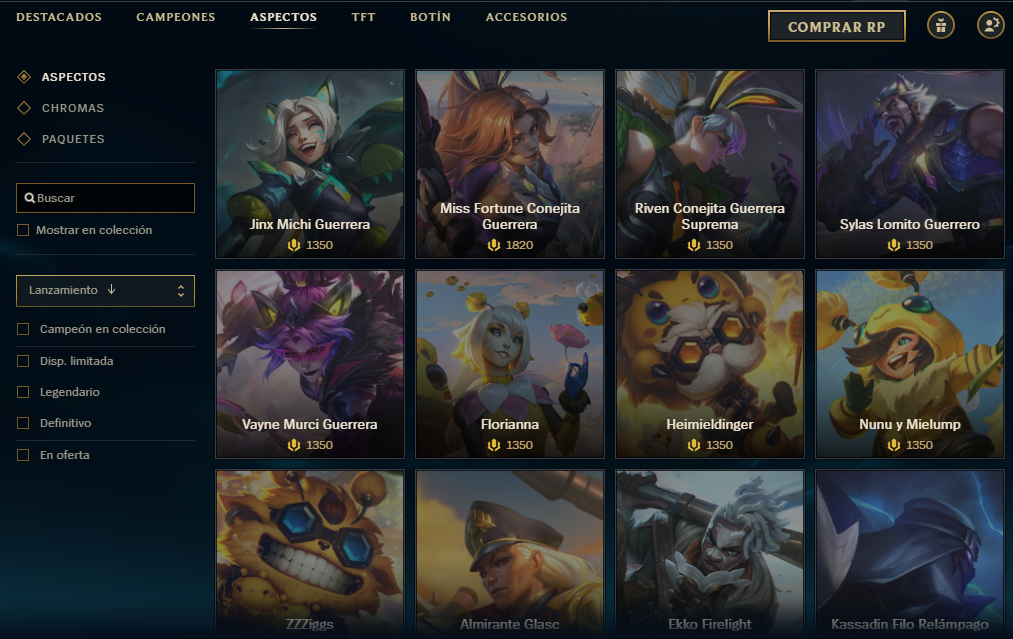 DESTACADOS CAMPEONES ASPECTOS TFT BOTÍN ACCESORIOS
COMPRAR RP
ASPECTOS
CHROMAS
PAQUETES
Buscar
Mostrar en colección
Lanzamiento ↓
Campeón en colección
Disp. limitada
Legendario
Definitivo
En oferta
Jinx Michi Guerrera
1350
Miss Fortune Conejita
Guerrera
1820
Riven Conejita Guerrera
Suprema
1350
Sylas Lomito Guerrero
1350
Vayne Murci Guerrera
1350
Florianna
1350
Heimieldinger
1350
Nunu y Mielump
1350
ZZZiggs
Almirante Glasc
Ekko Firelight
Kassadin Filo Relámpago